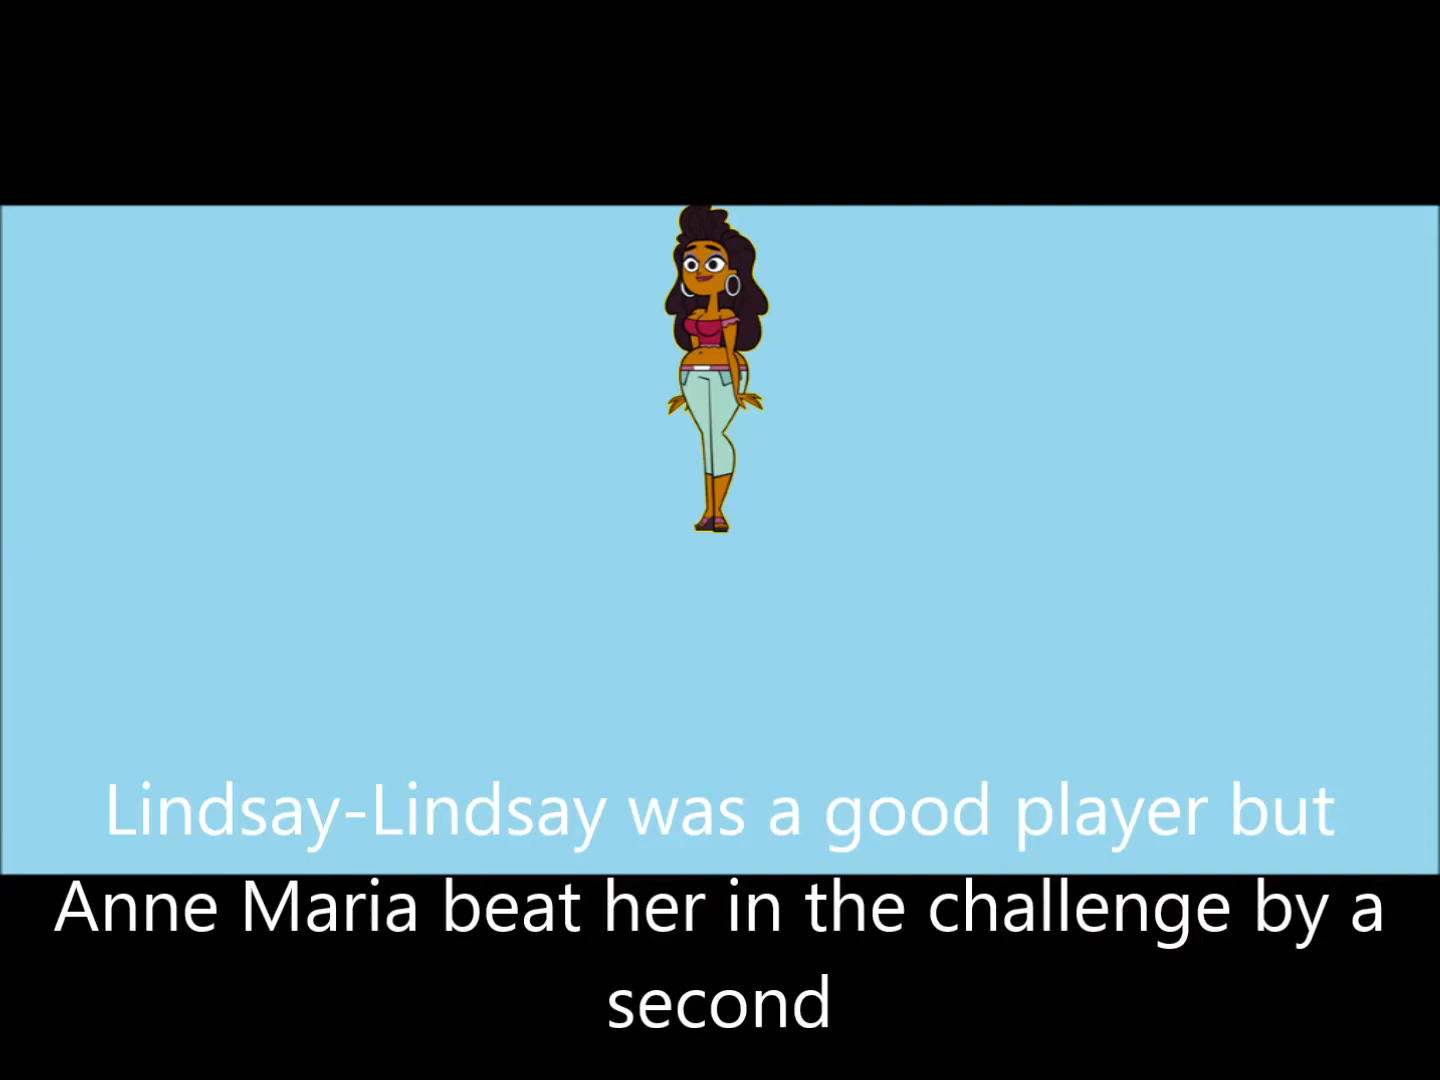 Lindsay-Lindsay was a good player but
Anne Maria beat her in the challenge by a
second